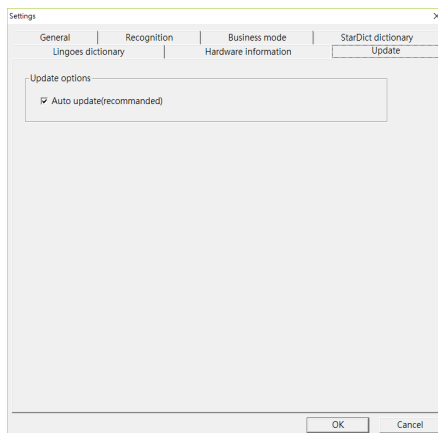 Settings
General Recognition Business mode StarDict dictionary
Lingoes dictionary Hardware information Update
Update options
Auto update(recommanded)
OK Cancel